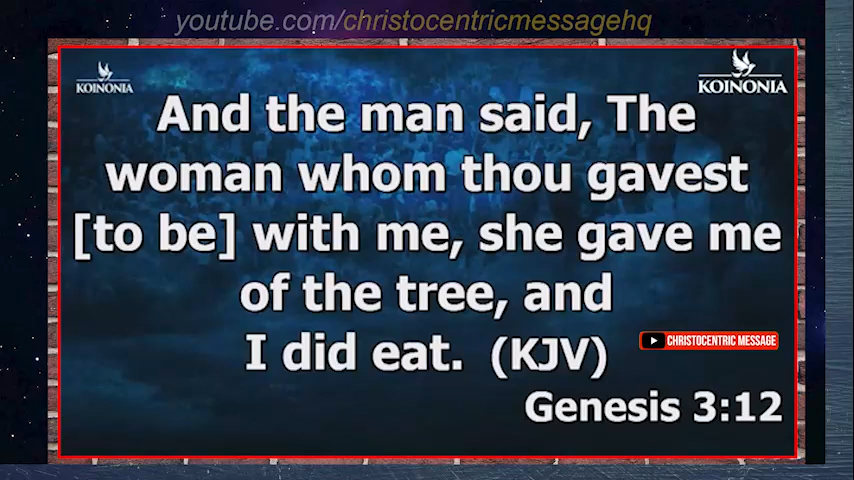 youtube.com/christocentricmessagehq
KOINONIA
KOINONIA
And the man said, The
woman whom thou gavest
[to be] with me, she gave me
of the tree, and
I did eat. (KJV)
CHRISTOCENTRIC MESSAGE
Genesis 3:12